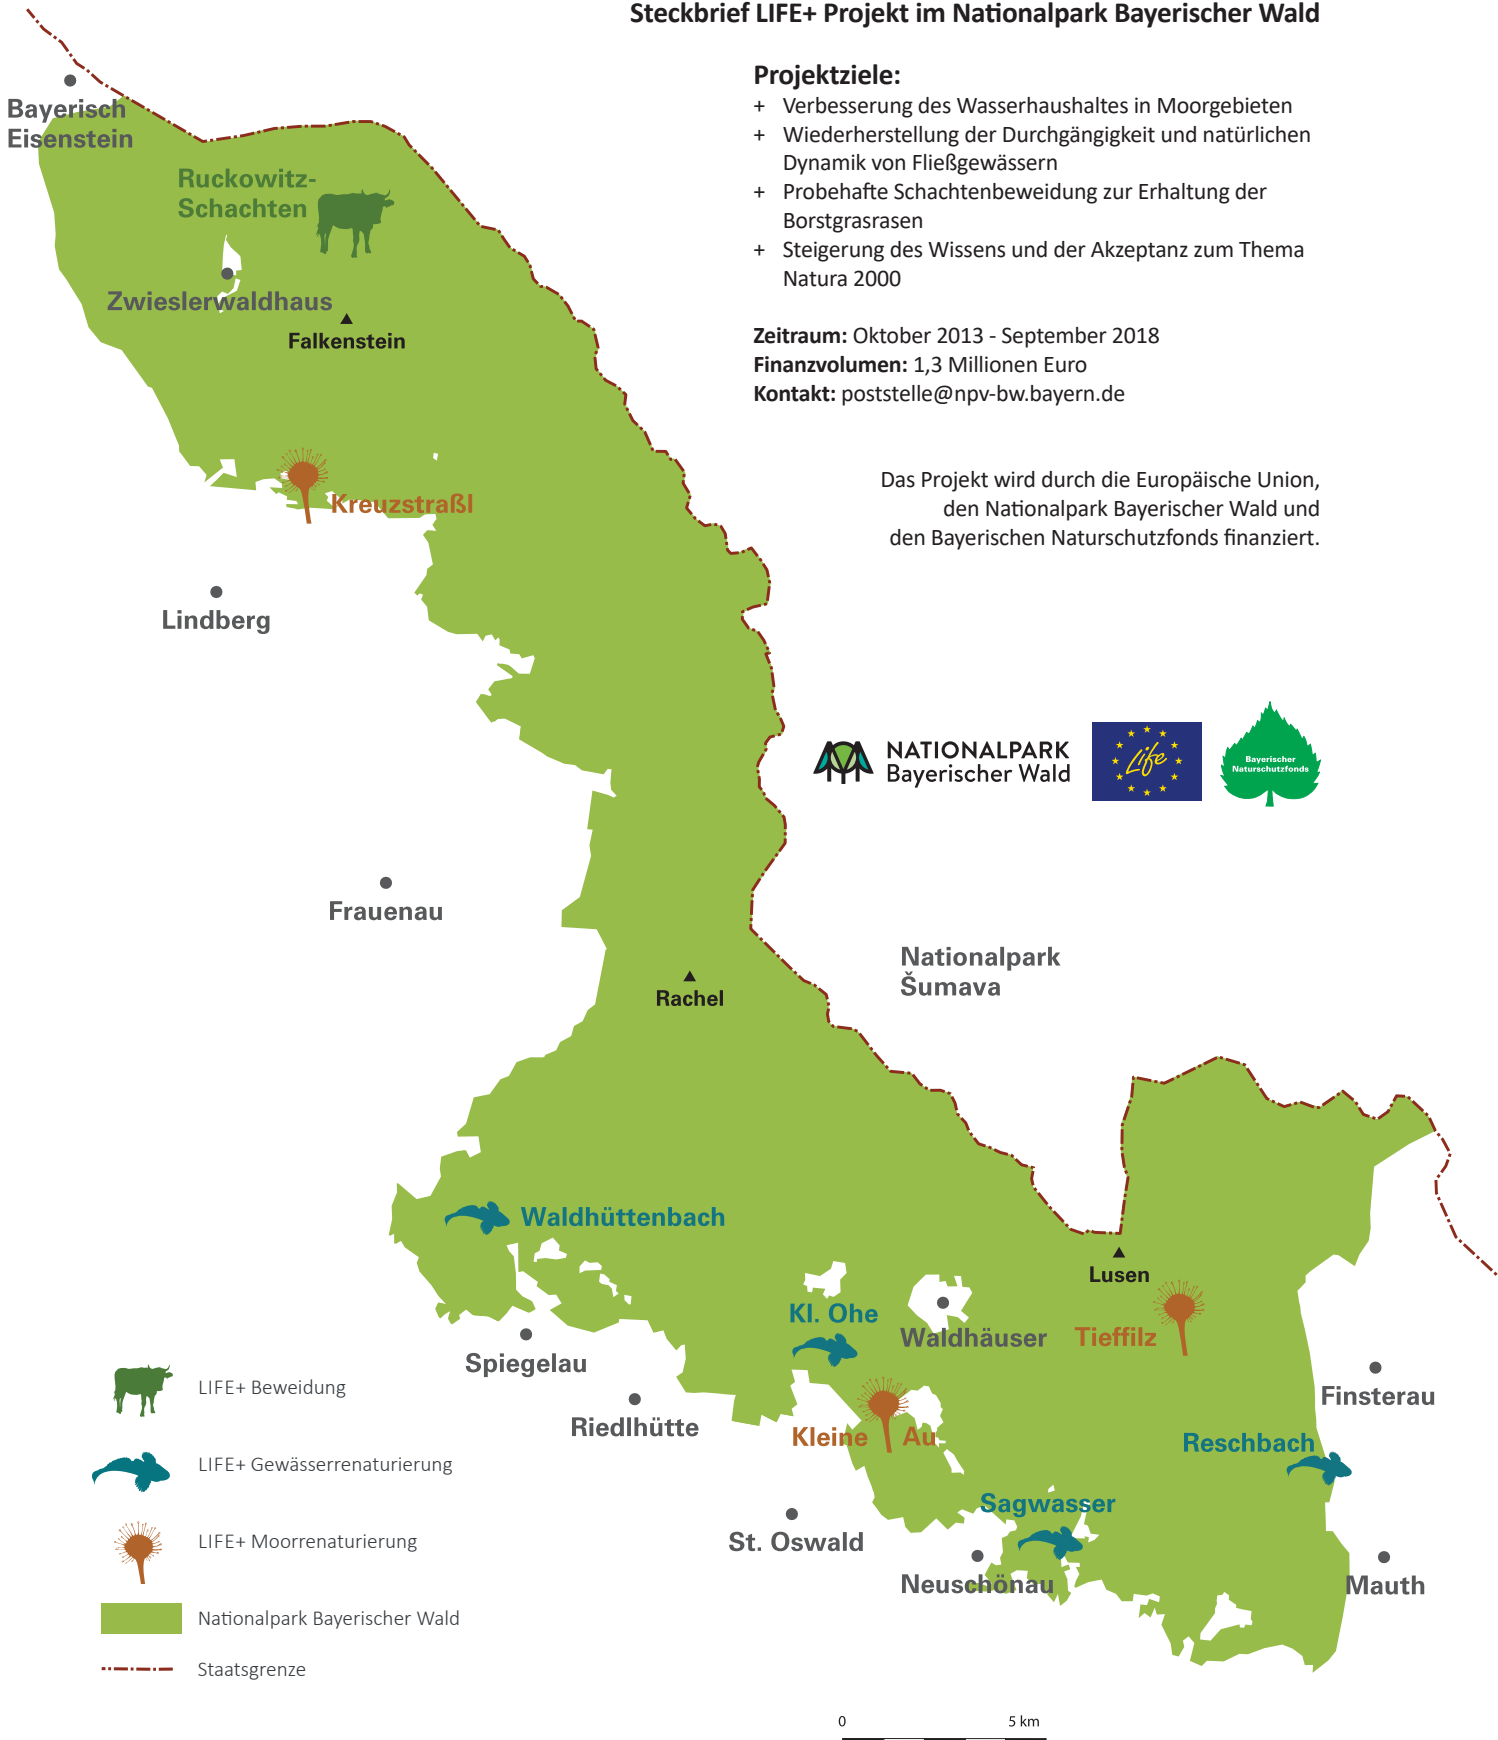 Steckbrief LIFE+ Projekt im Nationalpark Bayerischer Wald
Projektziele:
+ Verbesserung des Wasserhaushaltes in Moorgebieten
+ Wiederherstellung der Durchgängigkeit und natürlichen
Dynamik von Fließgewässern
+ Probehafte Schachtenbeweidung zur Erhaltung der
Borstgrasrasen
+ Steigerung des Wissens und der Akzeptanz zum Thema
Natura 2000
Zeitraum: Oktober 2013 - September 2018
Finanzvolumen: 1,3 Millionen Euro
Kontakt: poststelle@npv-bw.bayern.de
Das Projekt wird durch die Europäische Union,
den Nationalpark Bayerischer Wald und
den Bayerischen Naturschutzfonds finanziert.
Bayerisch
Eisenstein
Ruckowitz-
Schachten
Zwieslerwaldhaus
Falkenstein
Kreuzstraßl
Lindberg
NATIONALPARK
Bayerischer Wald
Life
Bayerischer
Naturschutzfonds
Frauenau
Nationalpark
Šumava
Rachel
Waldhüttenbach
Lusen
Kl. Ohe
Waldhäuser
Tieffilz
Spiegelau
Finsterau
Riedlhütte
Kleine Au
Reschbach
Sagwasser
St. Oswald
Neuschönau
Mauth
LIFE+ Beweidung
LIFE+ Gewässerrenaturierung
LIFE+ Moorrenaturierung
Nationalpark Bayerischer Wald
Staatsgrenze
0 5 km